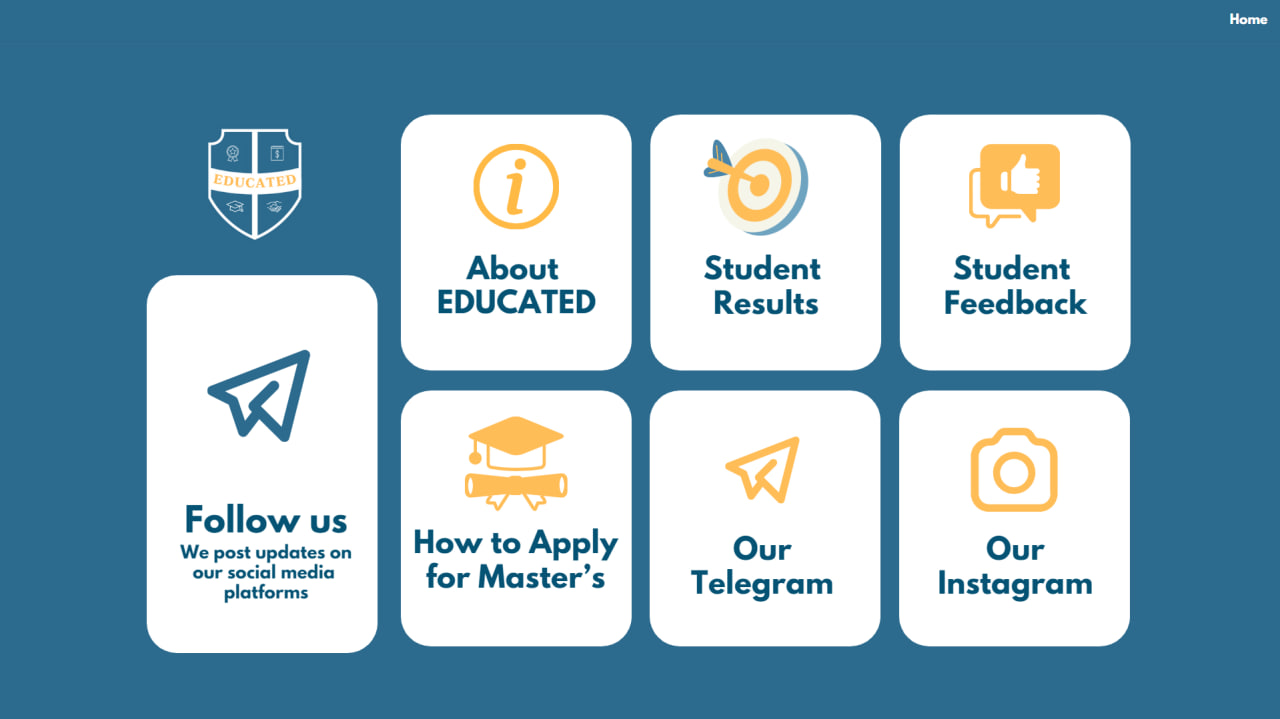 Home
EDUCATED
About
EDUCATED
Student
Results
Student
Feedback
Follow us
We post updates on
our social media
platforms
How to Apply
for Master’s
Our
Telegram
Our
Instagram